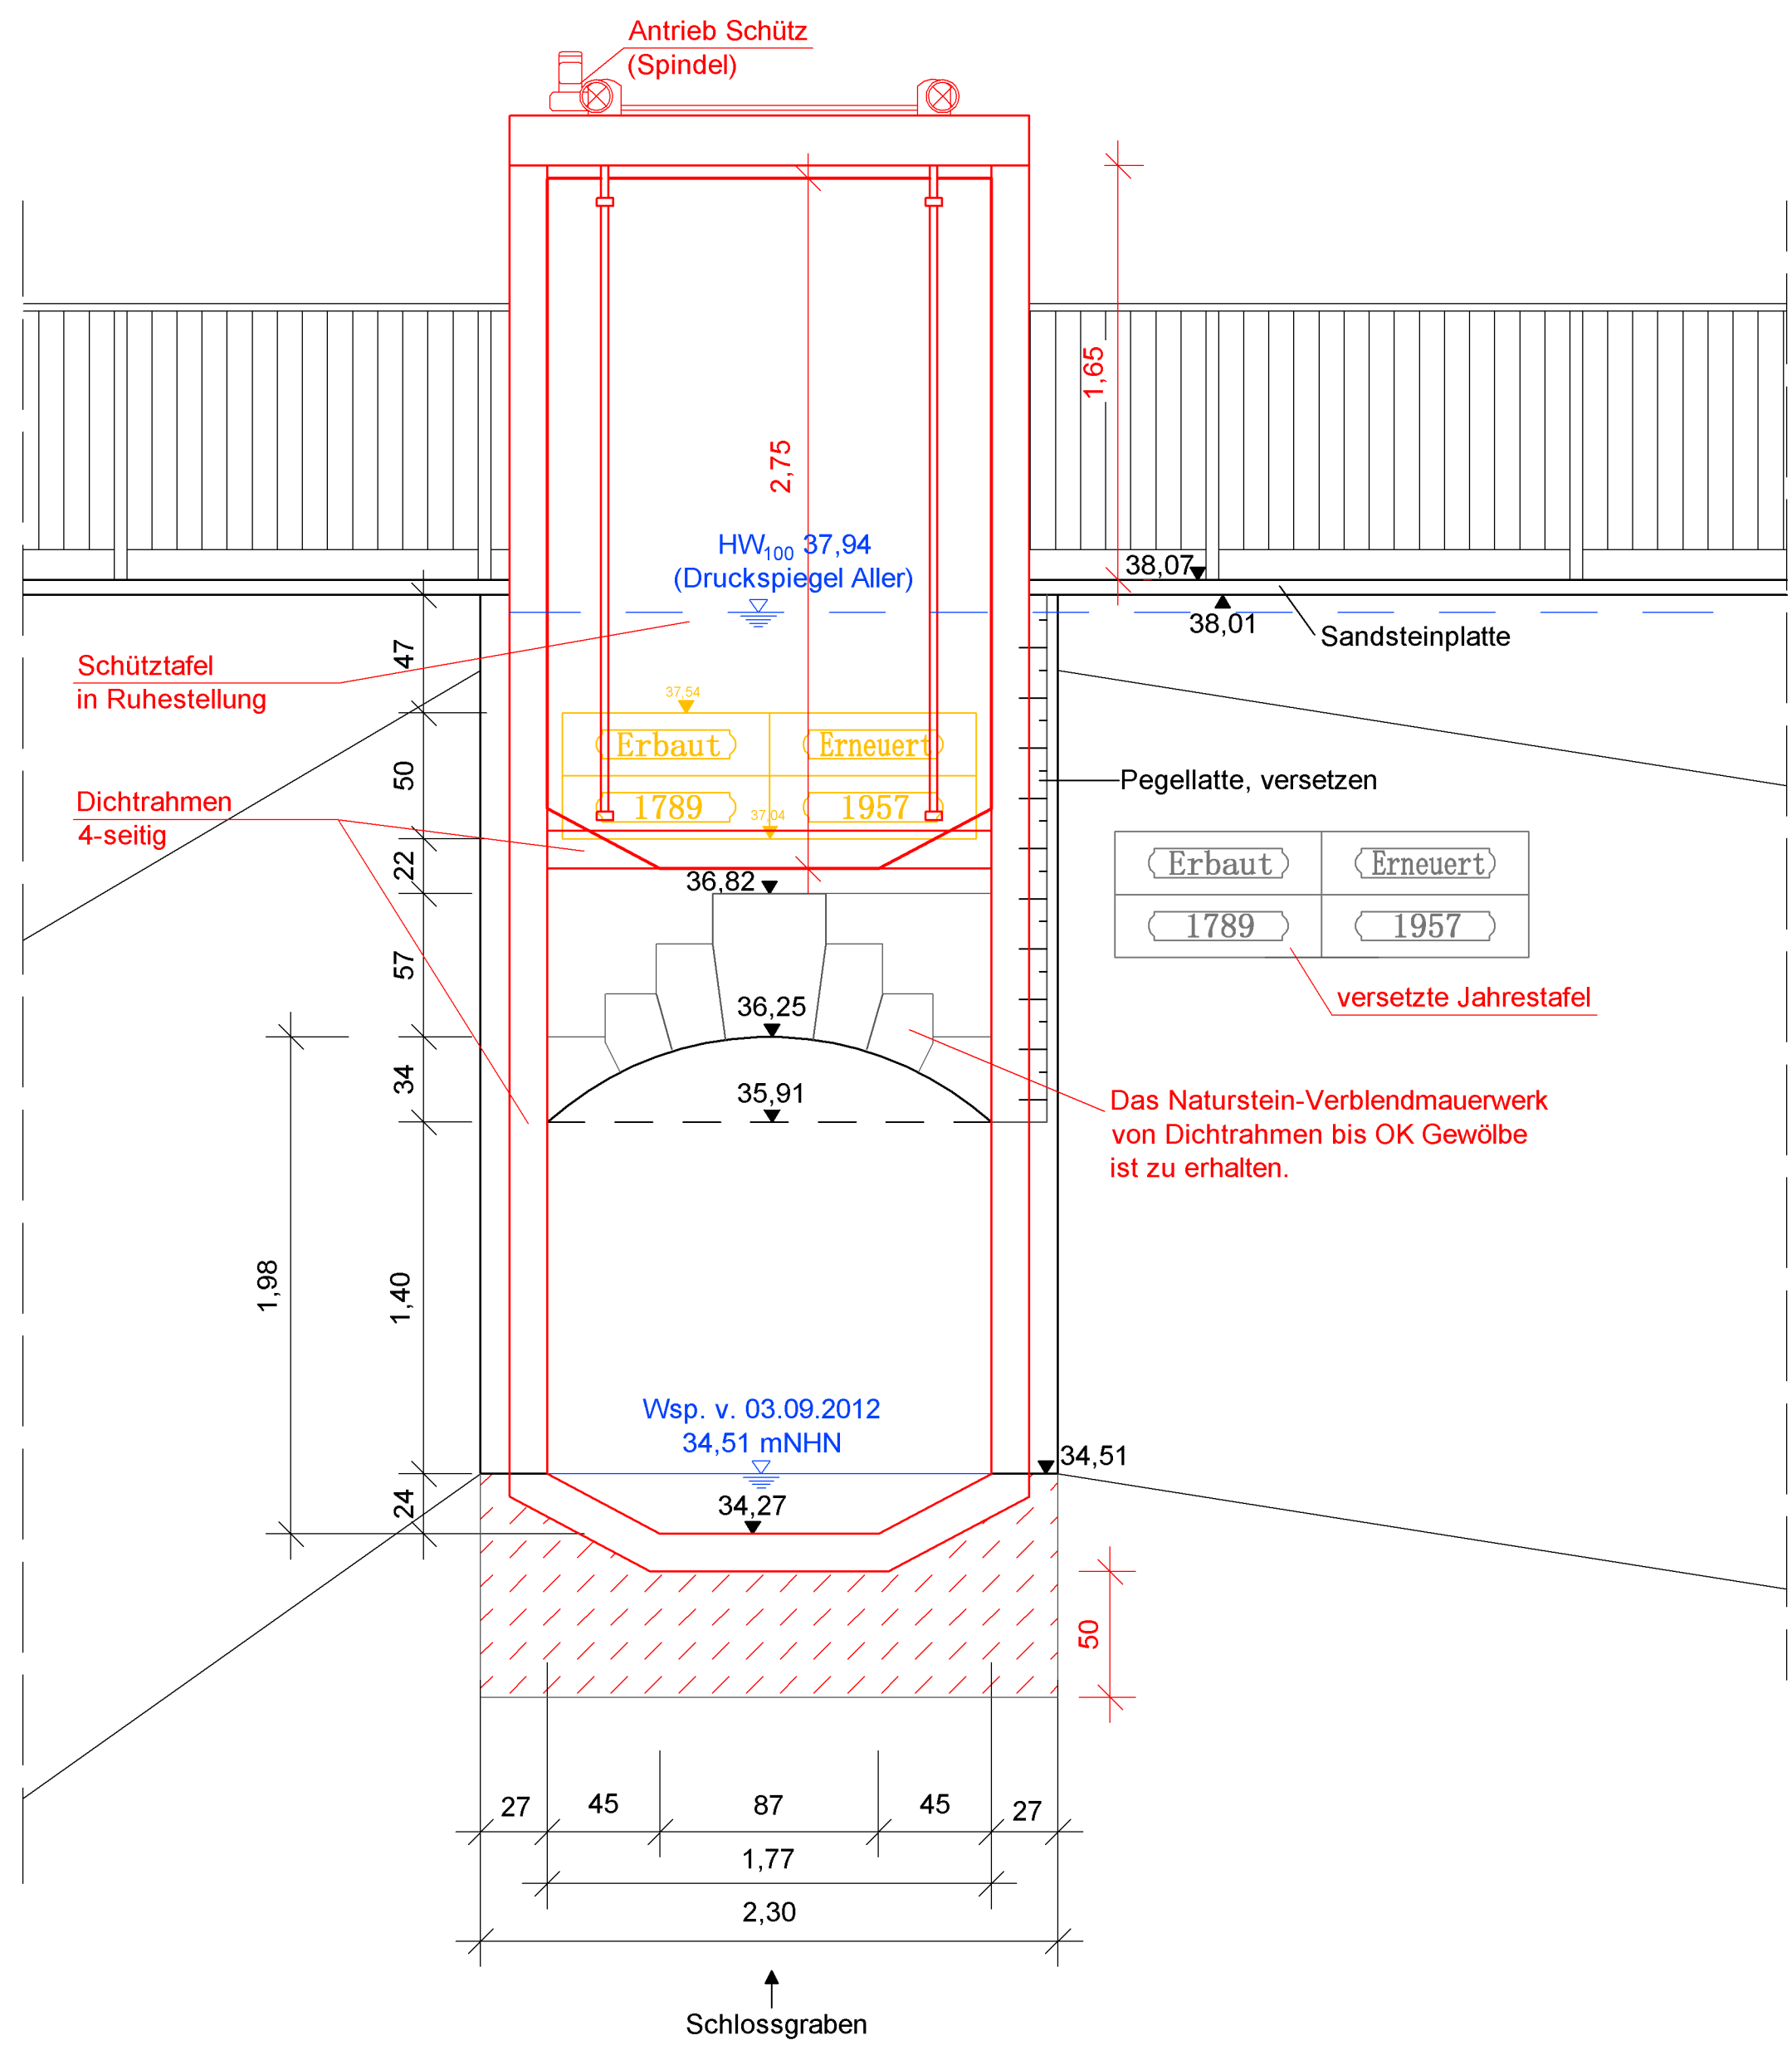 Antrieb Schütz
(Spindel)
1,65
2,75
HW100 37,94
(Druckspiegel Aller)
38,07
38,01
Sandsteinplatte
Schütztafel
in Ruhestellung
47
37,54
Erbaut
Erneuert
1789
1957
37,04
50
Pegellatte, versetzen
Dichtrahmen
4-seitig
22
36,82
Erbaut
Erneuert
1789
1957
57
versetzte Jahrestafel
36,25
34
35,91
Das Naturstein-Verblendmauerwerk
von Dichtrahmen bis OK Gewölbe
ist zu erhalten.
1,98
1,40
Wsp. v. 03.09.2012
34,51 mNHN
34,51
24
34,27
50
27
45
87
45
27
1,77
2,30
Schlossgraben